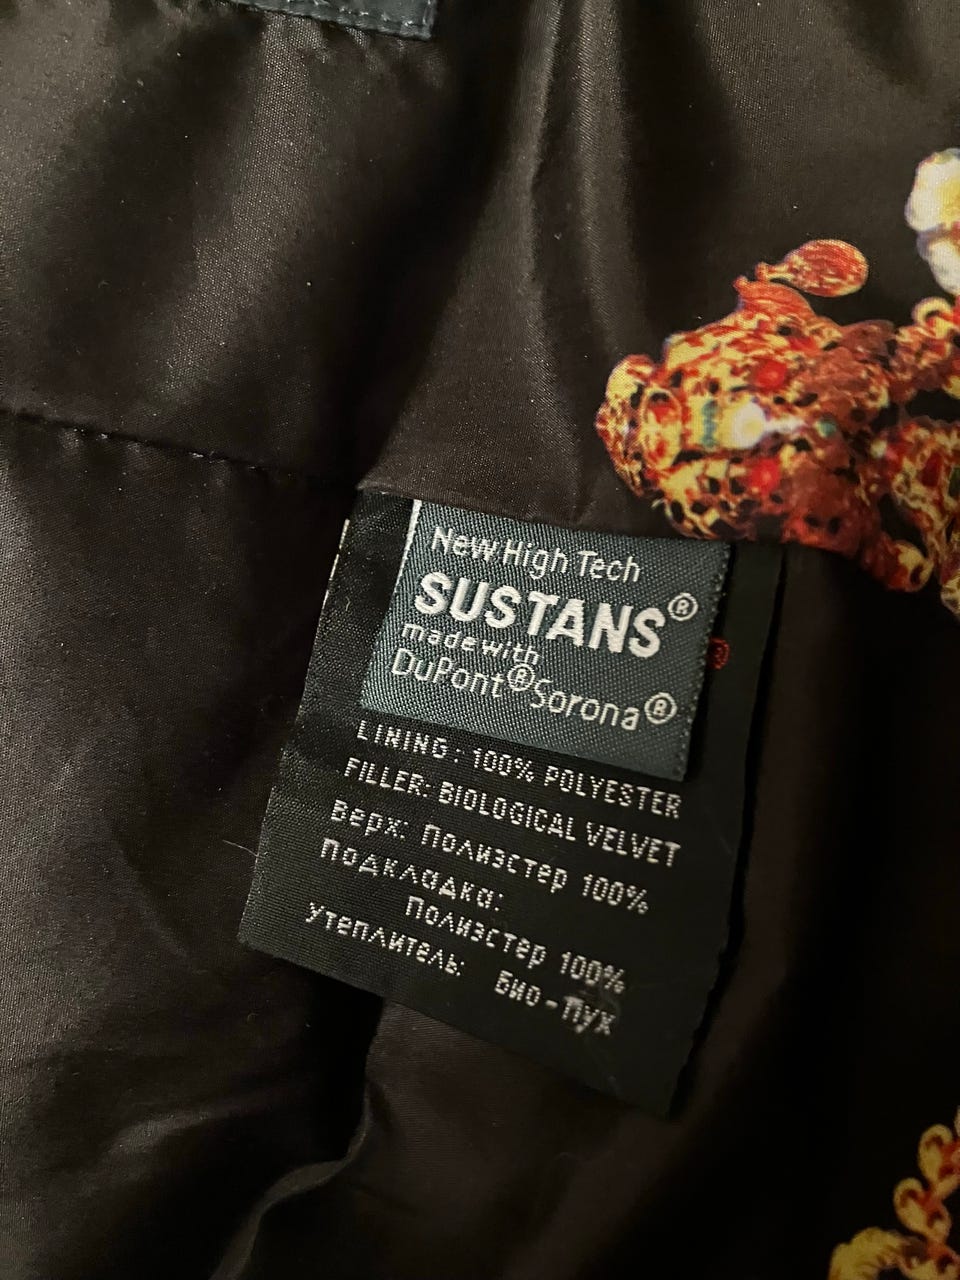 New High Tech
SUSTANS®
made with
DuPont® Sorona®
LINING: 100% POLYESTER
FILLER: BIOLOGICAL VELVET
Верх: Полиэстер 100%
Подкладка:
Полиэстер 100%
Утеплитель: Био-Пух